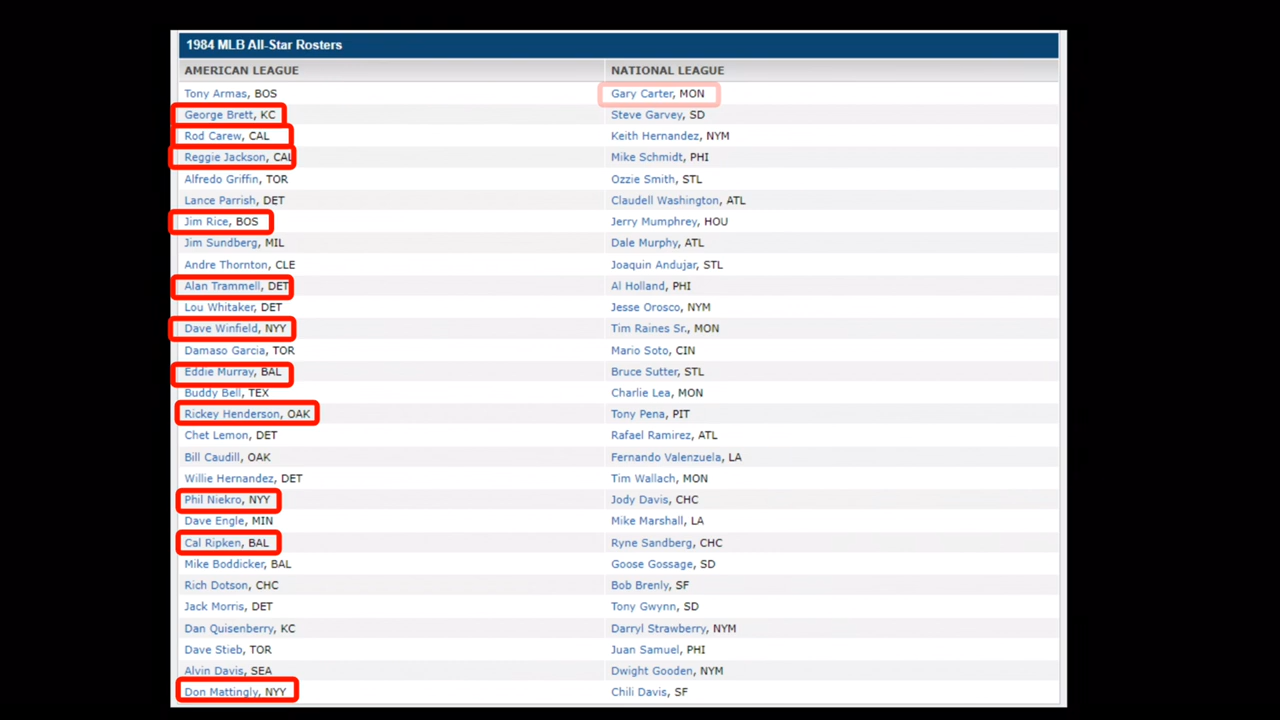 1984 MLB All-Star Rosters
AMERICAN LEAGUE NATIONAL LEAGUE
Tony Armas, BOS Gary Carter, MON
George Brett, KC Steve Garvey, SD
Rod Carew, CAL Keith Hernandez, NYM
Reggie Jackson, CAL Mike Schmidt, PHI
Alfredo Griffin, TOR Ozzie Smith, STL
Lance Parrish, DET Claudell Washington, ATL
Jim Rice, BOS Jerry Mumphrey, HOU
Jim Sundberg, MIL Dale Murphy, ATL
Andre Thornton, CLE Joaquin Andujar, STL
Alan Trammell, DET Al Holland, PHI
Lou Whitaker, DET Jesse Orosco, NYM
Dave Winfield, NYY Tim Raines Sr., MON
Damaso Garcia, TOR Mario Soto, CIN
Eddie Murray, BAL Bruce Sutter, STL
Buddy Bell, TEX Charlie Lea, MON
Rickey Henderson, OAK Tony Pena, PIT
Chet Lemon, DET Rafael Ramirez, ATL
Bill Caudill, OAK Fernando Valenzuela, LA
Willie Hernandez, DET Tim Wallach, MON
Phil Niekro, NYY Jody Davis, CHC
Dave Engle, MIN Mike Marshall, LA
Cal Ripken, BAL Ryne Sandberg, CHC
Mike Boddicker, BAL Goose Gossage, SD
Rich Dotson, CHC Bob Brenly, SF
Jack Morris, DET Tony Gwynn, SD
Dan Quisenberry, KC Darryl Strawberry, NYM
Dave Stieb, TOR Juan Samuel, PHI
Alvin Davis, SEA Dwight Gooden, NYM
Don Mattingly, NYY Chili Davis, SF